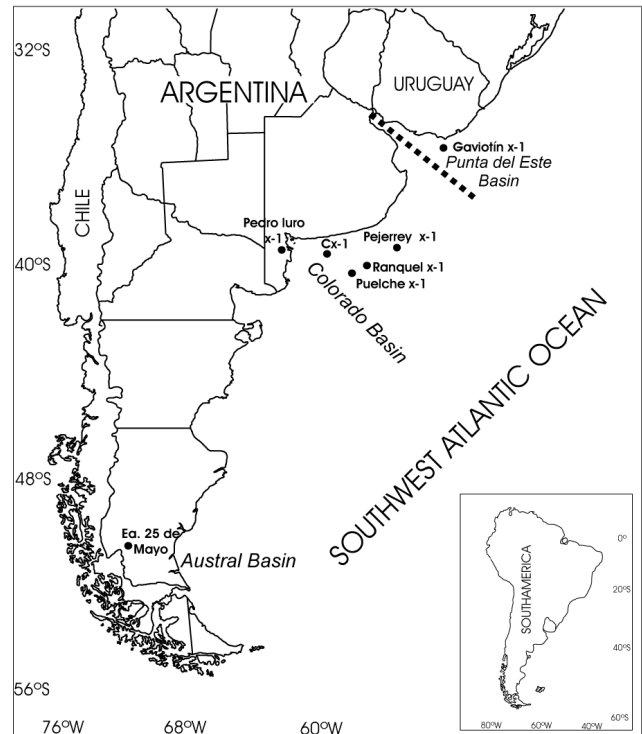 32ºS
URUGUAY
ARGENTINA
Gaviotín x-1
Punta del Este
Basin
CHILE
Pedro luro
x-1
Pejerrey x-1
Cx-1
40ºS
Ranquel x-1
Puelche x-1
Colorado Basin
SOUTHWEST ATLANTIC OCEAN
48ºS
Ea. 25 de
Mayo
Austral Basin
56ºS
76ºW
68ºW
60ºW
SOUTHAMERICA
0º
20ºS
40ºS
60ºS
80ºW
60ºW
40ºW